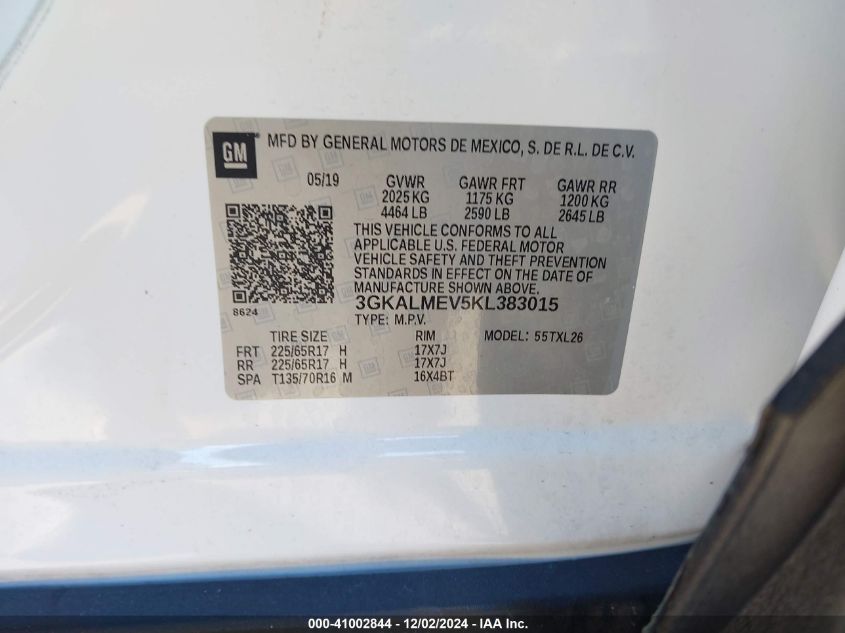 GM MFD BY GENERAL MOTORS DE MEXICO, S. DE R.L. DE C.V.
05/19 GVWR GAWR FRT GAWR RR
2025 KG 1175 KG 1200 KG
4464 LB 2590 LB 2645 LB
THIS VEHICLE CONFORMS TO ALL
APPLICABLE U.S. FEDERAL MOTOR
VEHICLE SAFETY AND THEFT PREVENTION
STANDARDS IN EFFECT ON THE DATE OF
MANUFACTURE SHOWN ABOVE.
3GKALMEV5KL383015
8624 TYPE: M.P.V.
TIRE SIZE RIM MODEL: 55TXL26
FRT 225/65R17 H 17X7J
RR 225/65R17 H 17X7J
SPA T135/70R16 M 16X4BT
000-41002844 - 12/02/2024 - IAA Inc.